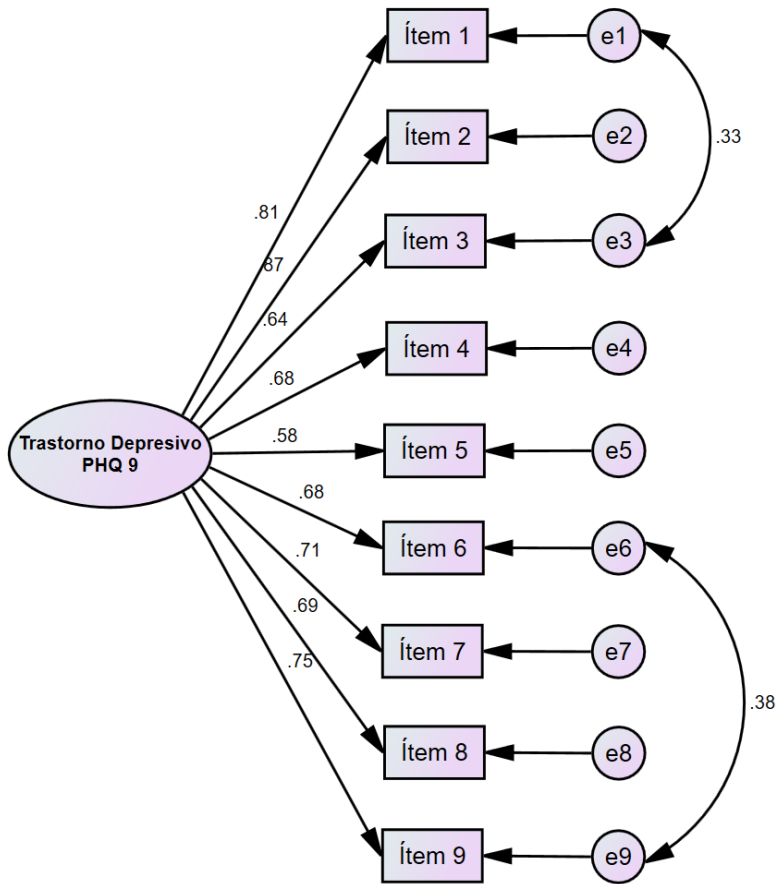 Ítem 1
e1
Ítem 2
e2
.33
.81
Ítem 3
e3
.87
.64
Ítem 4
e4
.68
Trastorno Depresivo
PHQ 9
.58
Ítem 5
e5
.68
Ítem 6
e6
.71
.69
Ítem 7
e7
.75
.38
Ítem 8
e8
Ítem 9
e9